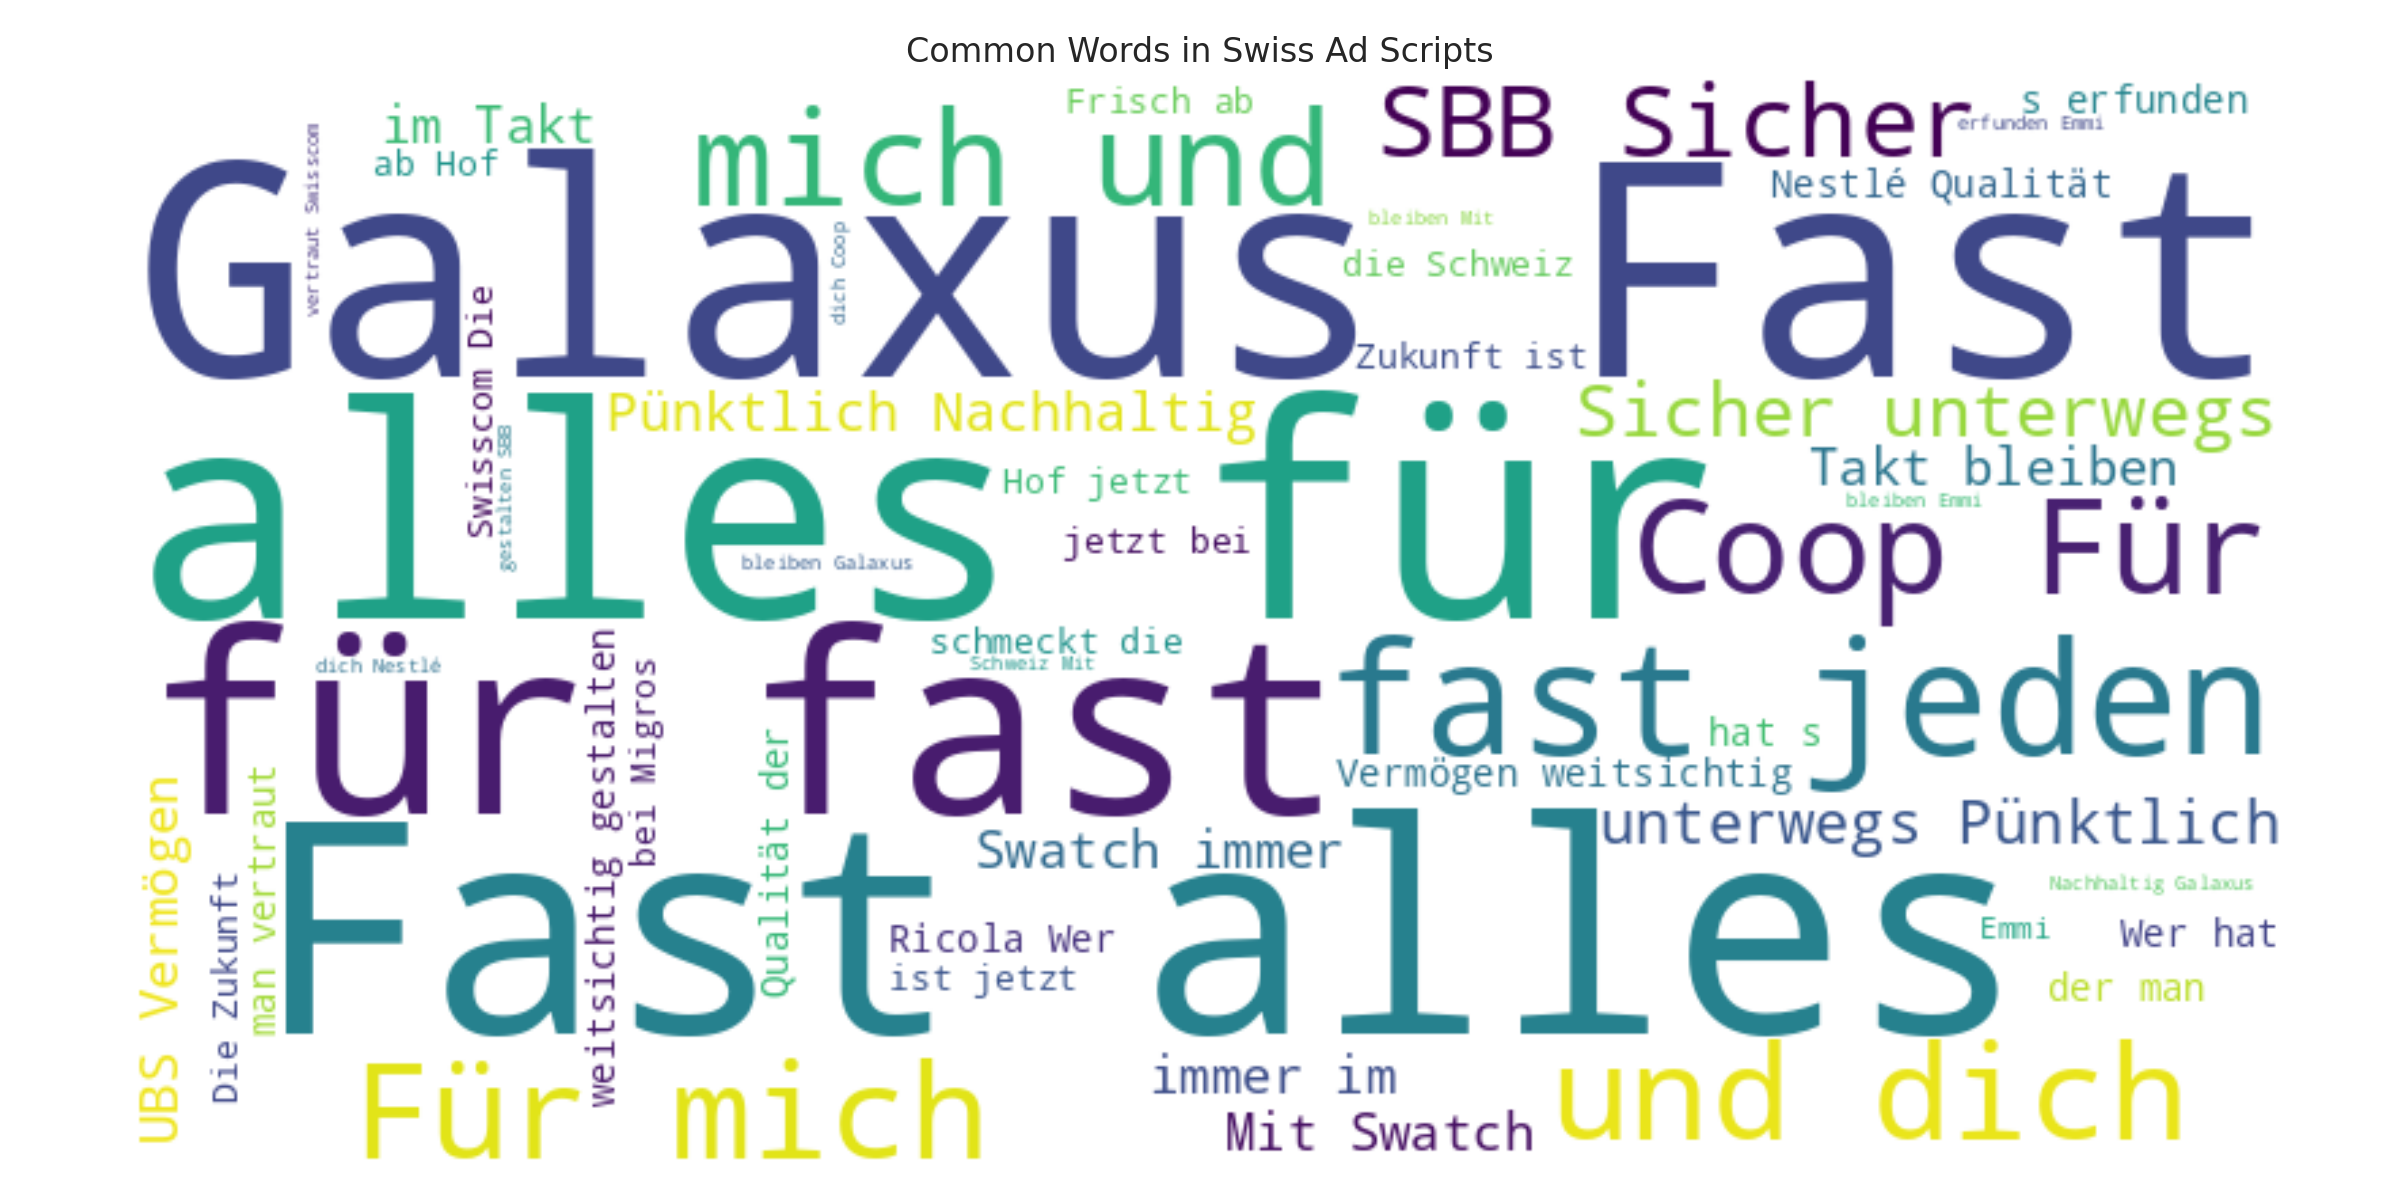 Common Words in Swiss Ad Scripts
im Takt
ab Hof
mich und
Frisch ab
SBB Sicher
s erfunden
erfunden Emmi
vertraut Swisscom
Galaxus Fast
Nestlé Qualität
dich Coop
bleiben Mit
die Schweiz
Zukunft ist
Swisscom Die
gestalten SBB
alles für
Pünktlich Nachhaltig
Sicher unterwegs
Hof jetzt
jetzt bei
bleiben Galaxus
Takt bleiben
bleiben Emmi
Coop Für
für fast
dich Nestlé
weitsichtig gestalten
bei Migros
schmeckt die
Schweiz Mit
fast jeden
hat s
Vermögen weitsichtig
Qualität der
UBS Vermögen
Die Zukunft
man vertraut
Fast alles
Swatch immer
unterwegs Pünktlich
Ricola Wer
ist jetzt
Nachhaltig Galaxus
Emmi
Wer hat
der man
Für mich
immer im
Mit Swatch
und dich